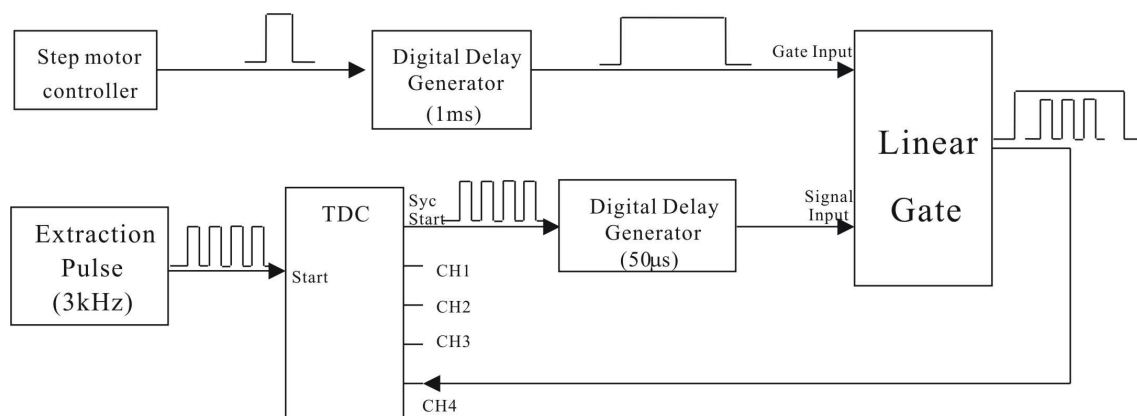 Step motor
controller
Digital Delay
Generator
(1ms)
Gate Input
Linear
Gate
Extraction
Pulse
(3kHz)
Start
TDC
Syc
Start
CH1
CH2
CH3
CH4
Digital Delay
Generator
(50μs)
Signal
Input